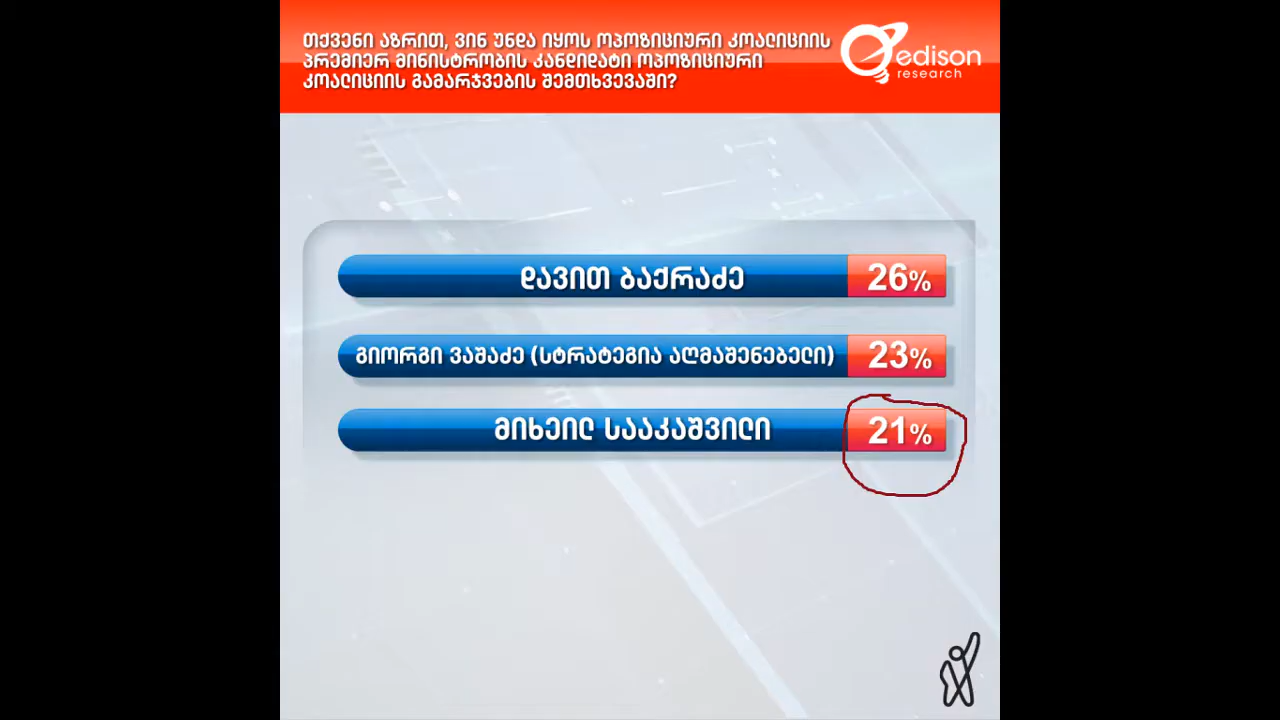 თქვენი აზრით, ვინ უნდა იყოს ოპოზიციური კოალიციის
პრემიერ მინისტრობის კანდიდატი ოპოზიციური
კოალიციის გამარჯვების შემთხვევაში?
edison
research
დავით ბაქრაძე 26%
გიორგი ვაშაძე (სტრატეგია აღმაშენებელი) 23%
მიხეილ სააკაშვილი 21%